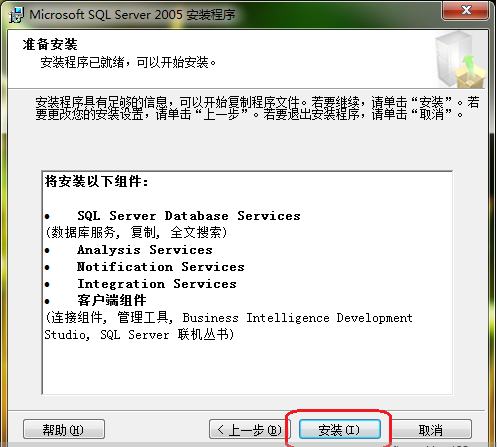 Microsoft SQL Server 2005 安装程序
准备安装
安装程序已就绪，可以开始安装。
安装程序具有足够的信息，可以开始复制程序文件。若要继续，请单击“安装”。若
要更改您的安装设置，请单击“上一步”。若要退出安装程序，请单击“取消”。
将安装以下组件:
• SQL Server Database Services
(数据库服务, 复制, 全文搜索)
• Analysis Services
• Notification Services
• Integration Services
• 客户端组件
(连接组件, 管理工具, Business Intelligence Development
Studio, SQL Server 联机丛书)
帮助(H) < 上一步(B) 安装(I) 取消